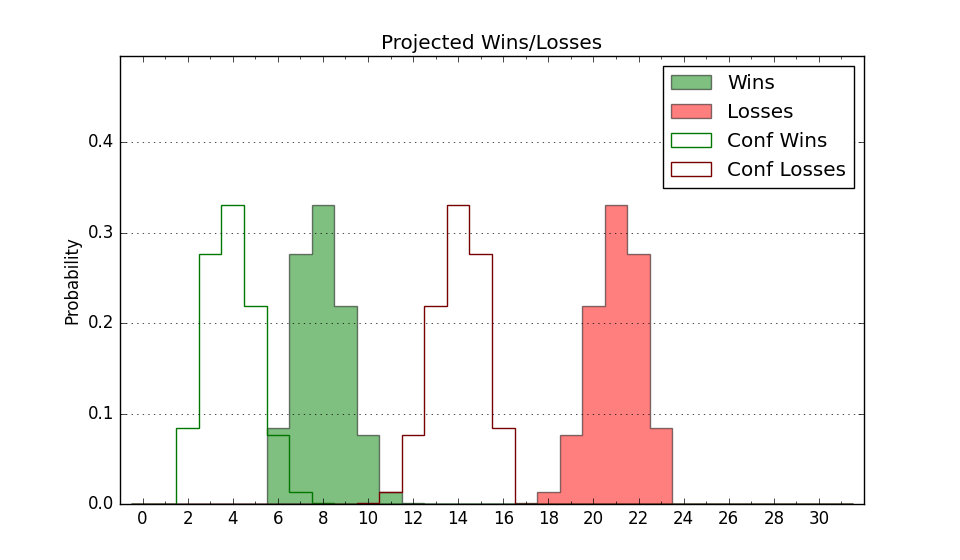 Projected Wins/Losses
Wins
Losses
Conf Wins
Conf Losses
Probability
0.4
0.3
0.2
0.1
0.0
0 2 4 6 8 10 12 14 16 18 20 22 24 26 28 30